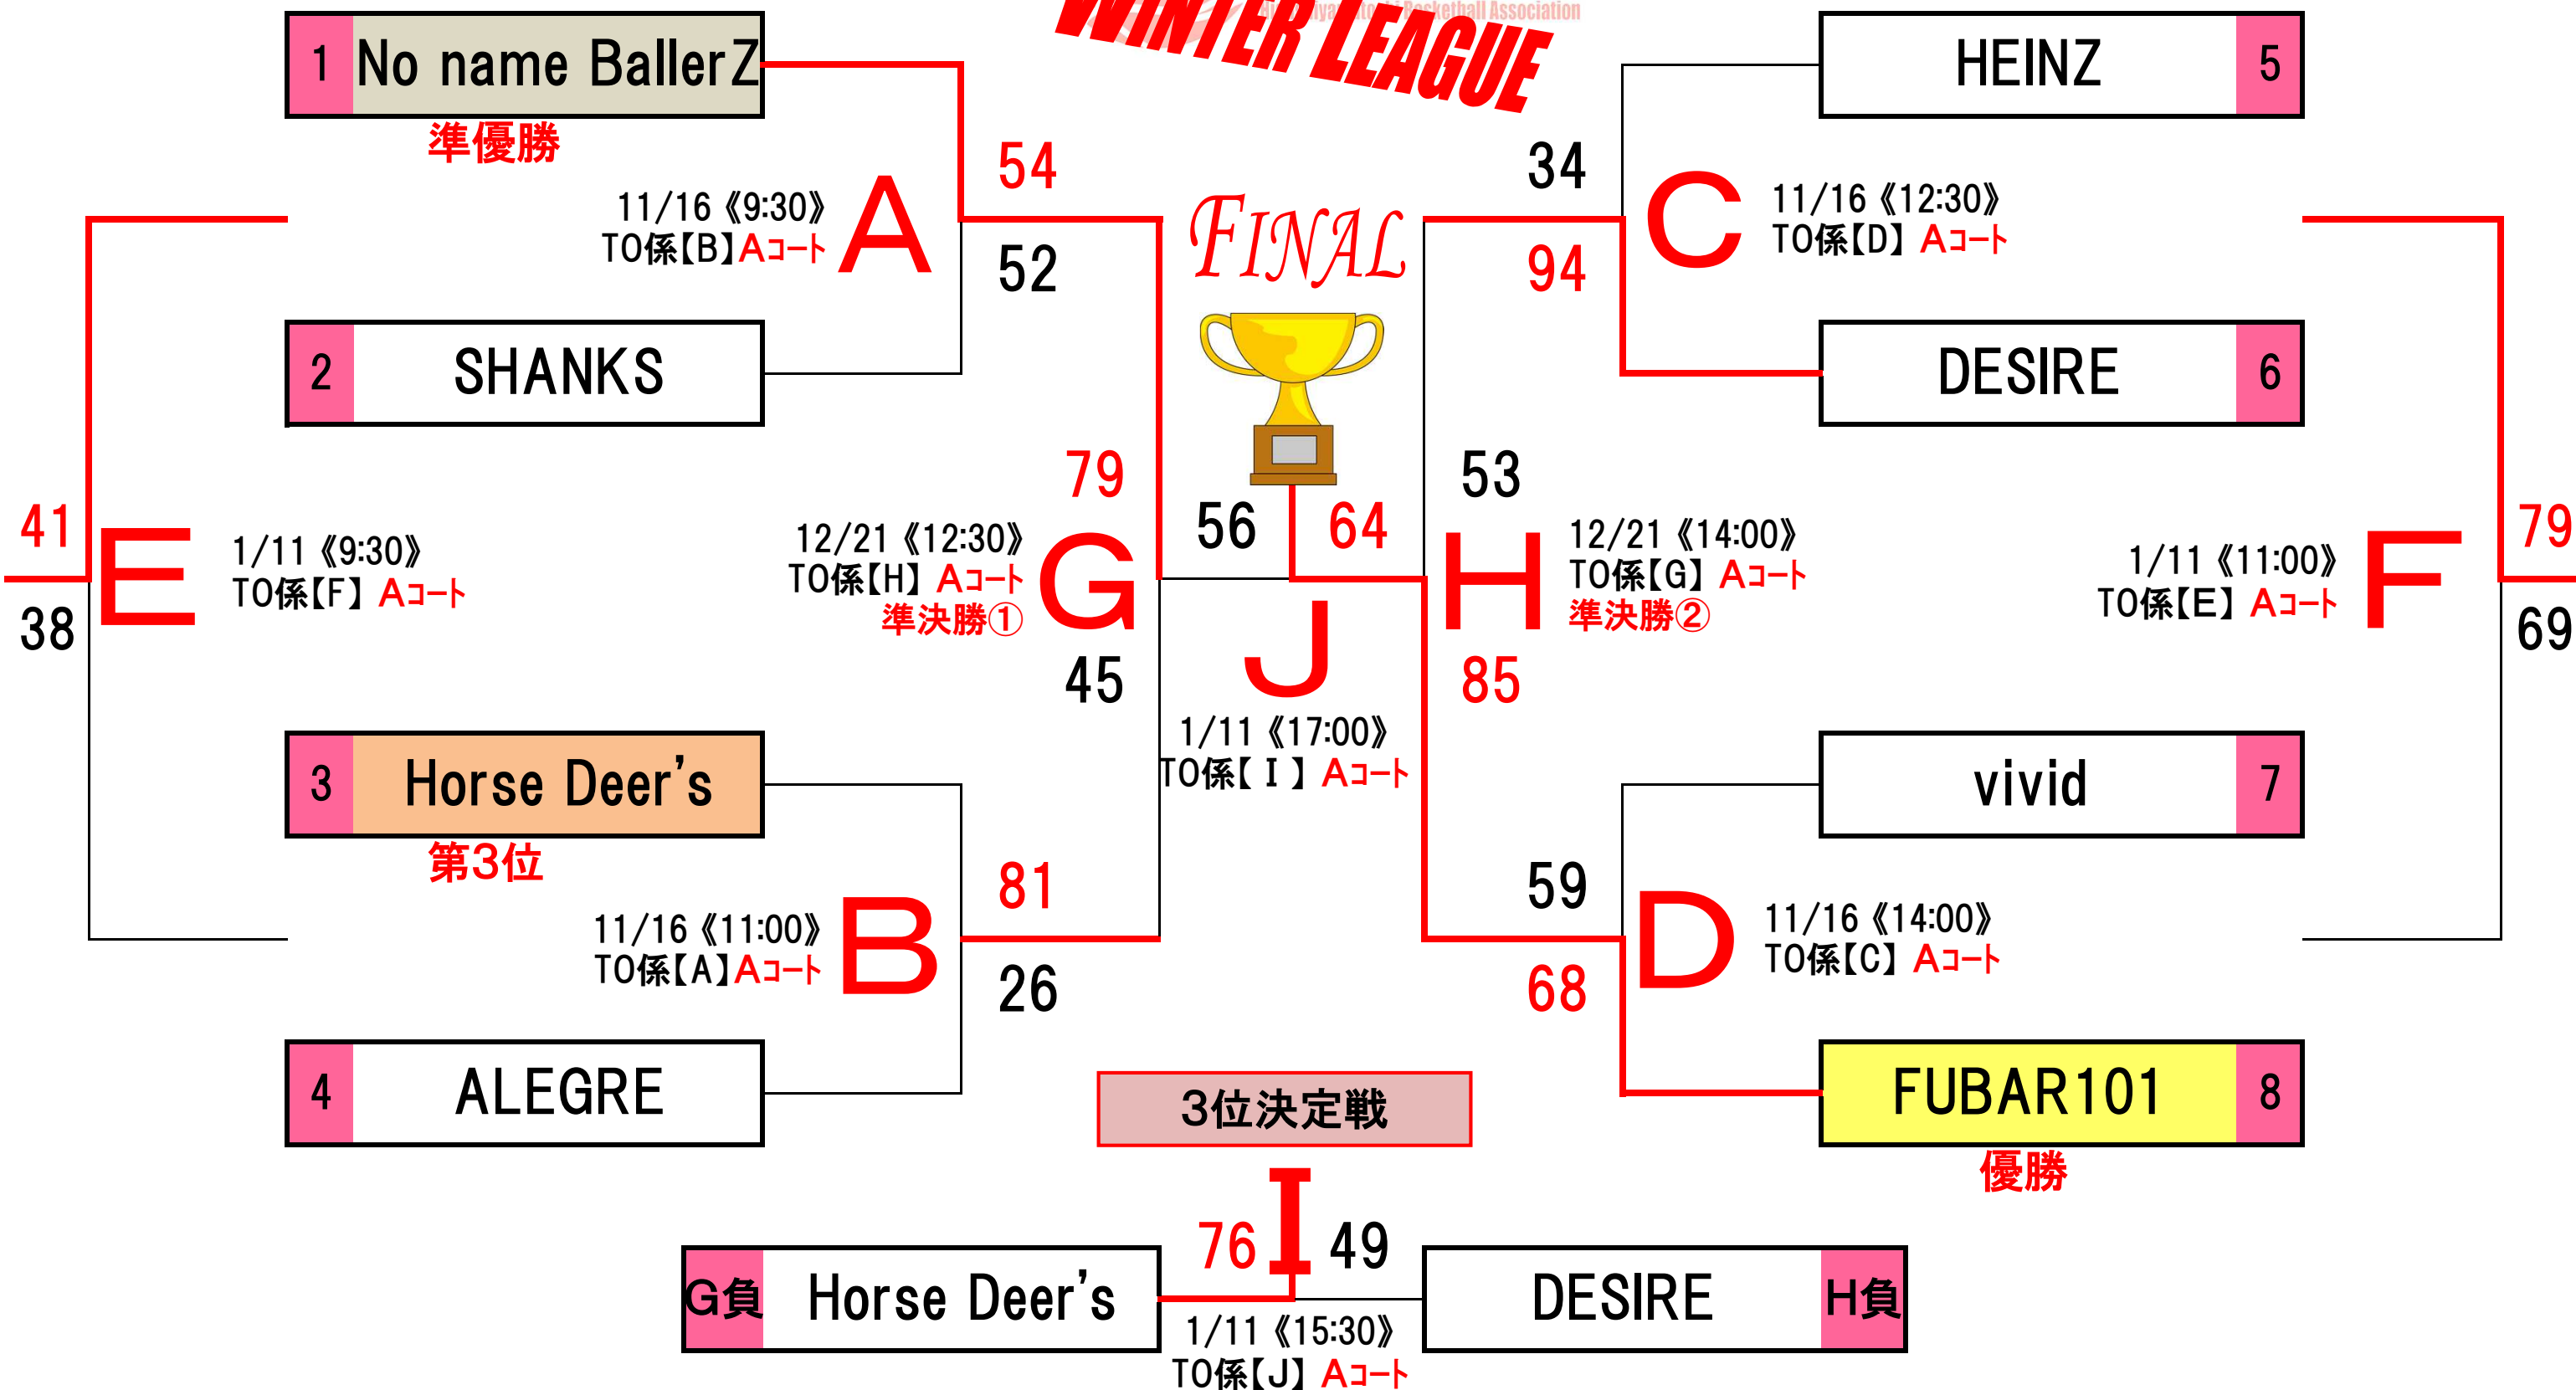 Basketball Association
WINTER LEAGUE
1 No name BallerZ
準優勝
HEINZ 5
54
34
11/16《9:30》
TO係【B】Aコート
A
FINAL
C
11/16《12:30》
TO係【D】 Aコート
52
94
2 SHANKS
DESIRE 6
79
53
41
E
1/11《9:30》
TO係【F】 Aコート
12/21《12:30》
TO係【H】 Aコート
準決勝①
G
56
64
H
12/21《14:00》
TO係【G】 Aコート
準決勝②
1/11《11:00》
TO係【E】 Aコート
F
79
38
69
45
J
85
1/11《17:00》
TO係【I】 Aコート
3 Horse Deer's
第3位
vivid 7
81
59
11/16《11:00》
TO係【A】Aコート
B
D
11/16《14:00》
TO係【C】 Aコート
26
68
4 ALEGRE
FUBAR101 8
優勝
3位決定戦
I
76
49
G負 Horse Deer's
DESIRE H負
1/11《15:30》
TO係【J】 Aコート